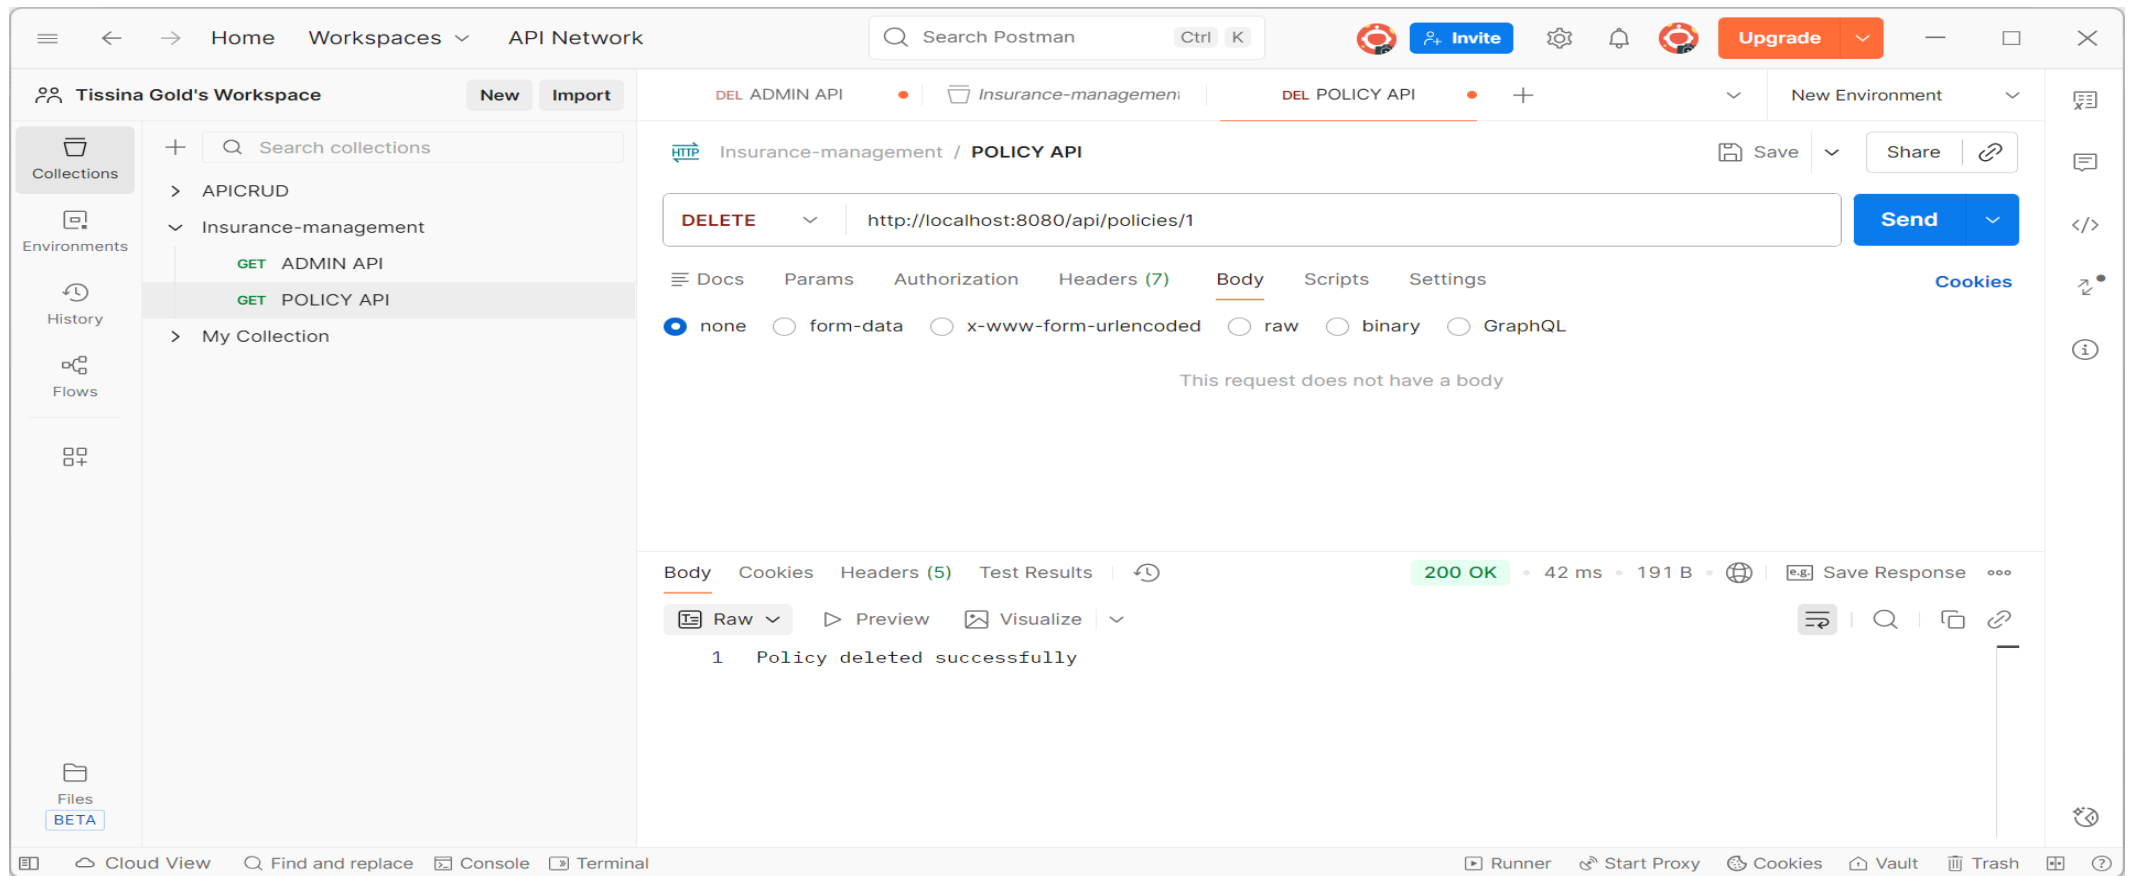 Home Workspaces API Network Search Postman Ctrl K Invite Upgrade
Tissina Gold's Workspace New Import DEL ADMIN API Insurance-management DEL POLICY API New Environment
Collections
Search collections
APICRUD
Insurance-management
GET ADMIN API
GET POLICY API
My Collection
Environments
History
Flows
Files
BETA
HTTP Insurance-management / POLICY API Save Share
DELETE http://localhost:8080/api/policies/1 Send
Docs Params Authorization Headers (7) Body Scripts Settings Cookies
none form-data x-www-form-urlencoded raw binary GraphQL
This request does not have a body
Body Cookies Headers (5) Test Results 200 OK • 42 ms • 191 B • e.g. Save Response
Raw Preview Visualize
1 Policy deleted successfully
Cloud View Find and replace Console Terminal Runner Start Proxy Cookies Vault Trash